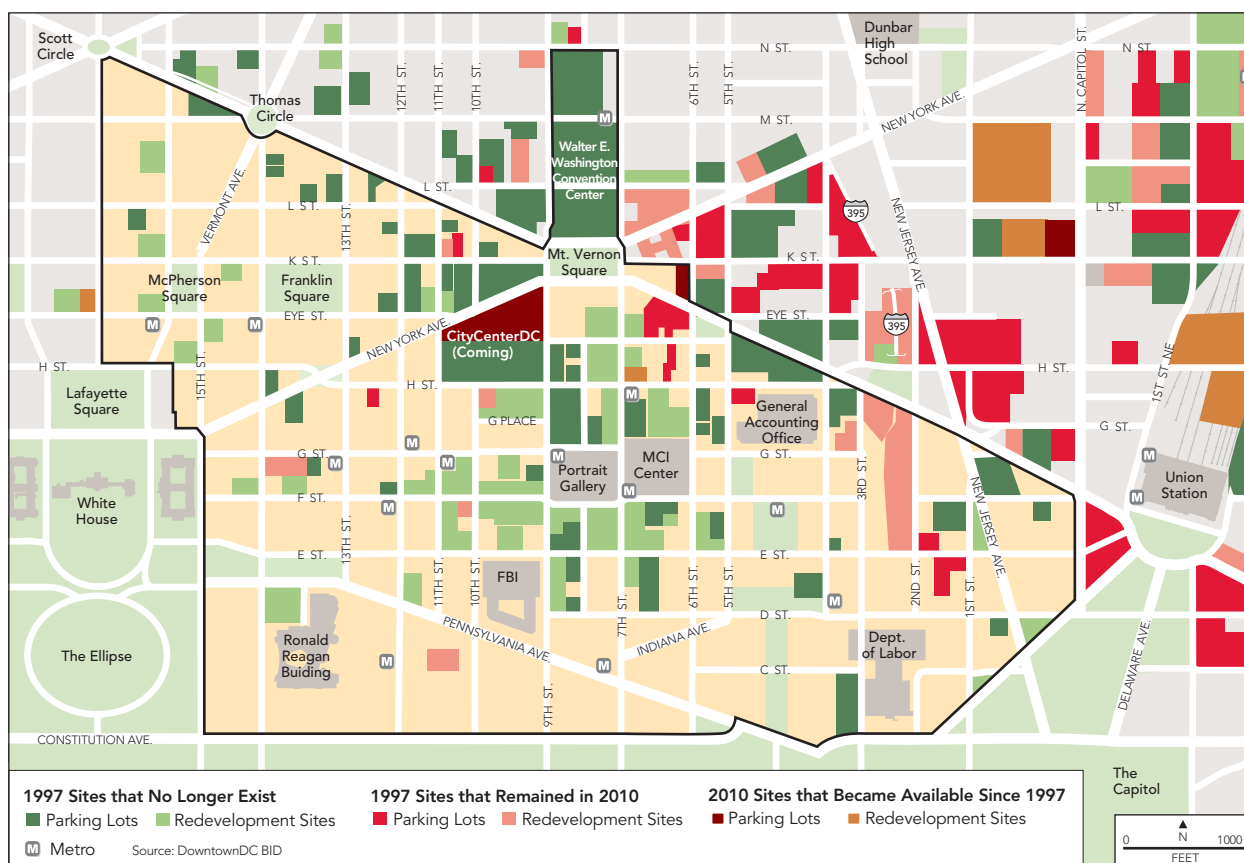 Scott
Circle
Thomas
Circle
Dunbar
High
School
N. CAPITOL ST.
N ST.
N ST.
12TH ST.
11TH ST.
10TH ST.
6TH ST.
5TH ST.
NEW YORK AVE.
M
M
M ST.
Walter E.
Washington
Convention
Center
L ST.
VERMONT AVE.
L ST.
13TH ST.
395
NEW JERSEY AVE.
L ST.
K ST.
Mt. Vernon
Square
K ST.
K ST.
McPherson
Square
Franklin
Square
M
M
EYE ST.
NEW YORK AVE.
CityCenterDC
(Coming)
EYE ST.
395
H ST.
15TH ST.
H ST.
H ST.
1ST ST NE
Lafayette
Square
M
G PLACE
General
Accounting
Office
G ST.
M
M
M
G ST.
M
Portrait
Gallery
MCI
Center
M
G ST.
3RD ST.
M
M
Union
Station
White
House
F ST.
M
M
NEW JERSEY AVE.
E ST.
13TH ST.
E ST.
11TH ST.
10TH ST.
FBI
7TH ST.
6TH ST.
5TH ST.
M
2ND ST.
1ST ST.
D ST.
The Ellipse
Ronald
Reagan
Buiding
M
PENNSYLVANIA AVE.
M
INDIANA AVE.
Dept.
of Labor
C ST.
9TH ST.
DELAWARE AVE.
CONSTITUTION AVE.
The
Capitol
1997 Sites that No Longer Exist
Parking Lots Redevelopment Sites
1997 Sites that Remained in 2010
Parking Lots Redevelopment Sites
2010 Sites that Became Available Since 1997
Parking Lots Redevelopment Sites
M Metro Source: DowntownDC BID
0 N 1000
FEET